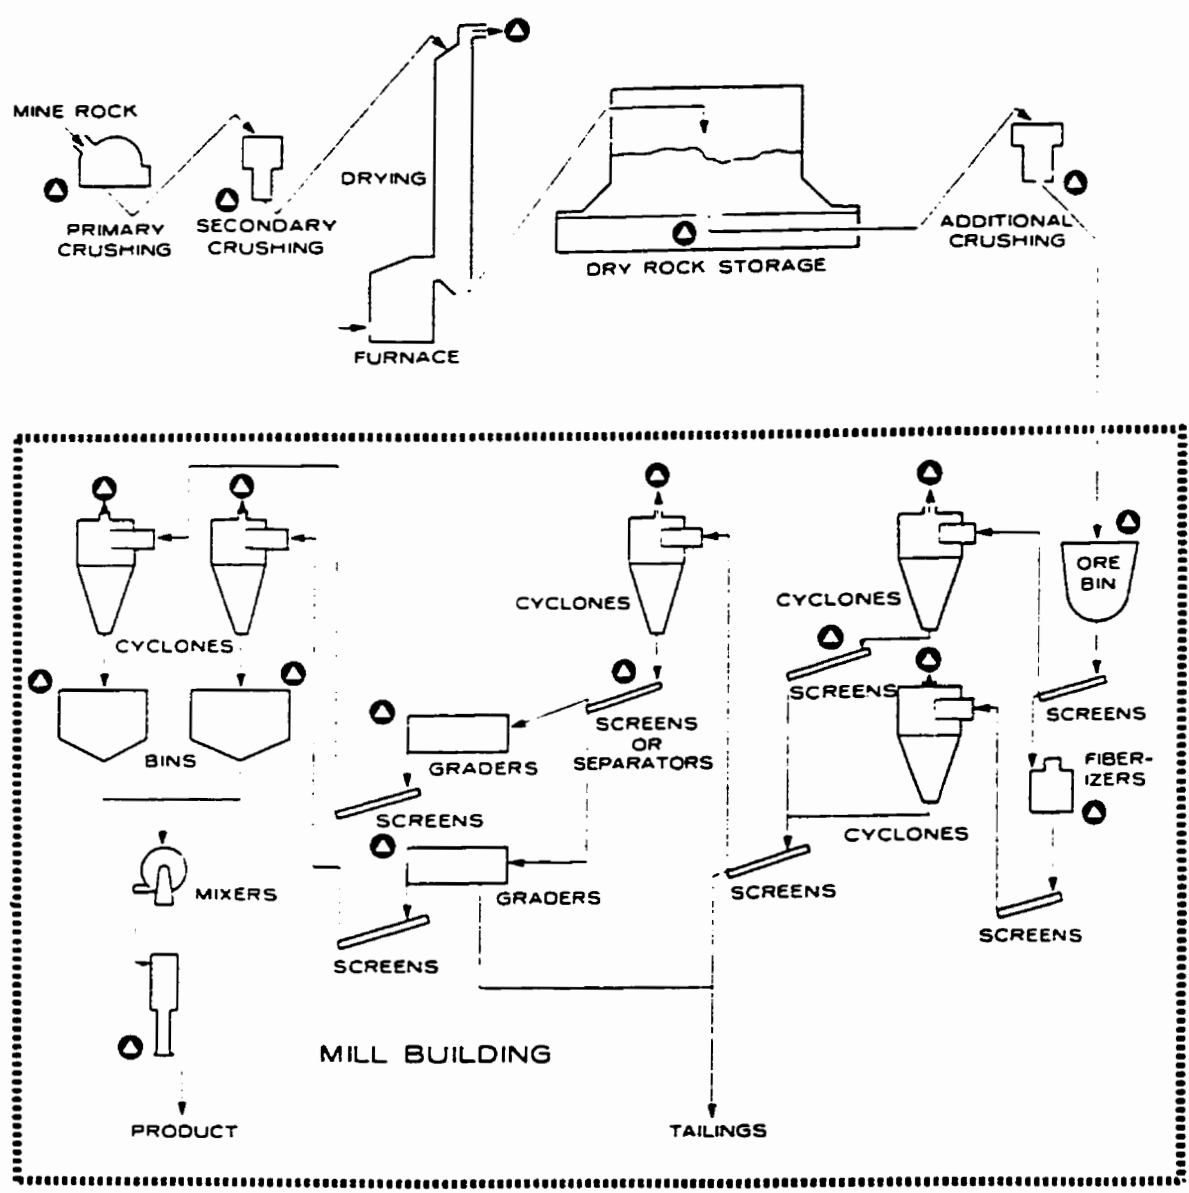 MINE ROCK
PRIMARY
CRUSHING
SECONDARY
CRUSHING
DRYING
FURNACE
DRY ROCK STORAGE
ADDITIONAL
CRUSHING
ORE
BIN
CYCLONES
CYCLONES
CYCLONES
SCREENS
SCREENS
SCREENS
OR
SEPARATORS
BINS
GRADERS
FIBER-
IZERS
SCREENS
CYCLONES
MIXERS
GRADERS
SCREENS
SCREENS
SCREENS
MILL BUILDING
PRODUCT
TAILINGS